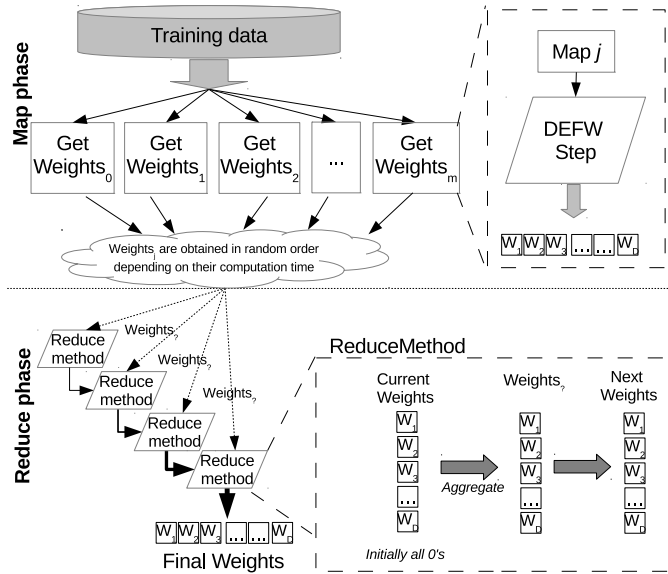 Map phase
Training data
Get Weights0
Get Weights1
Get Weights2
...
Get Weightsm
Weightsj are obtained in random order
depending on their computation time
Map j
DEFW
Step
W1 W2 W3 ... ... WD
Reduce phase
Reduce
method
Weights?
Reduce
method
Weights?
Reduce
method
Weights?
Reduce
method
W1 W2 W3 ... ... WD
Final Weights
ReduceMethod
Current
Weights
W1
W2
W3
...
WD
Initially all 0's
Aggregate
Weights?
W1
W2
W3
...
WD
Next
Weights
W1
W2
W3
...
WD